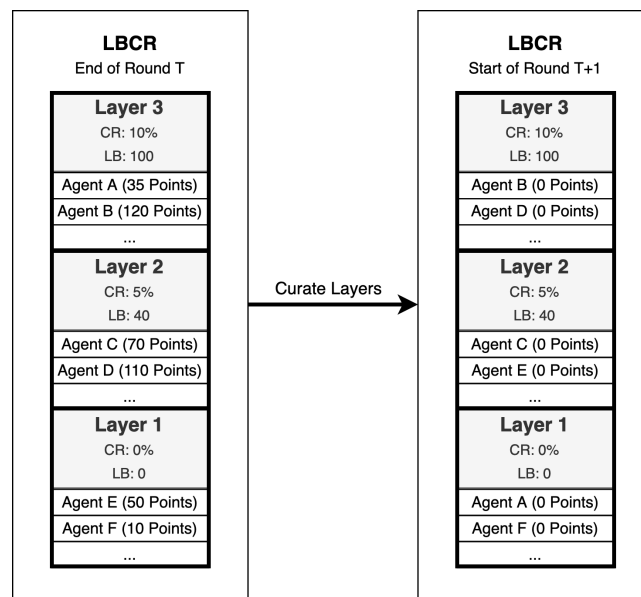 LBCR
End of Round T
Layer 3
CR: 10%
LB: 100
Agent A (35 Points)
Agent B (120 Points)
...
Layer 2
CR: 5%
LB: 40
Agent C (70 Points)
Agent D (110 Points)
...
Layer 1
CR: 0%
LB: 0
Agent E (50 Points)
Agent F (10 Points)
...
Curate Layers
LBCR
Start of Round T+1
Layer 3
CR: 10%
LB: 100
Agent B (0 Points)
Agent D (0 Points)
...
Layer 2
CR: 5%
LB: 40
Agent C (0 Points)
Agent E (0 Points)
...
Layer 1
CR: 0%
LB: 0
Agent A (0 Points)
Agent F (0 Points)
...